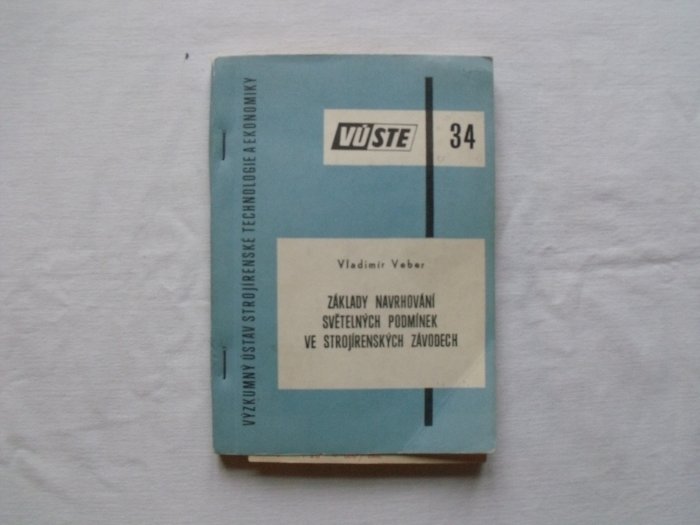 VÝZKUMNÝ ÚSTAV STROJÍRENSKÉ TECHNOLOGIE A EKONOMIKY
VÚSTE
34
Vladimír Veber
ZÁKLADY NAVRHOVÁNÍ
SVĚTELNÝCH PODMÍNEK
VE STROJÍRENSKÝCH ZÁVODECH